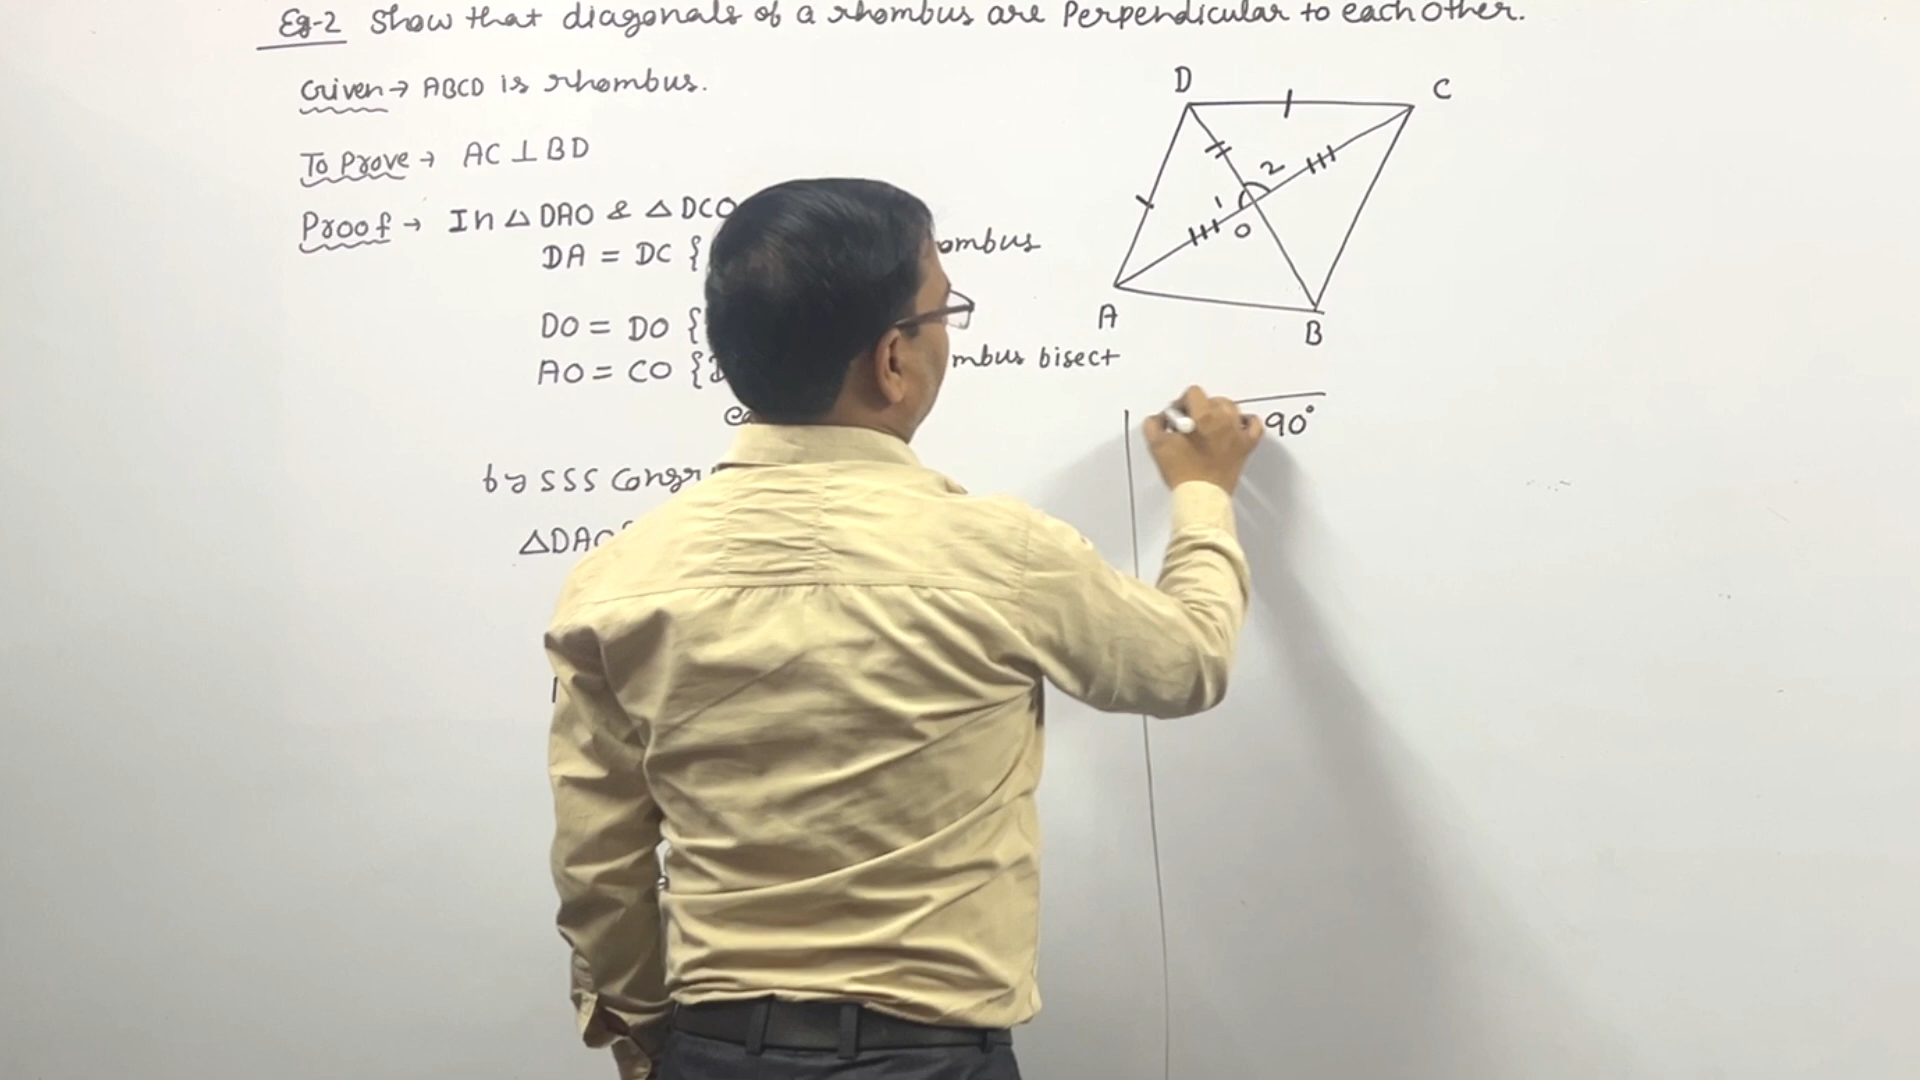 Eg-2 Show that diagonals of a rhombus are Perpendicular to each other.
Given → ABCD is rhombus.
To Prove → AC ⊥ BD
Proof → In △ DAO & △ DCO
DA = DC { ombus
DO = DO {
AO = CO { mbus bisect
by SSS Congr
△DAO
D
C
A
B
O
1
2
90°